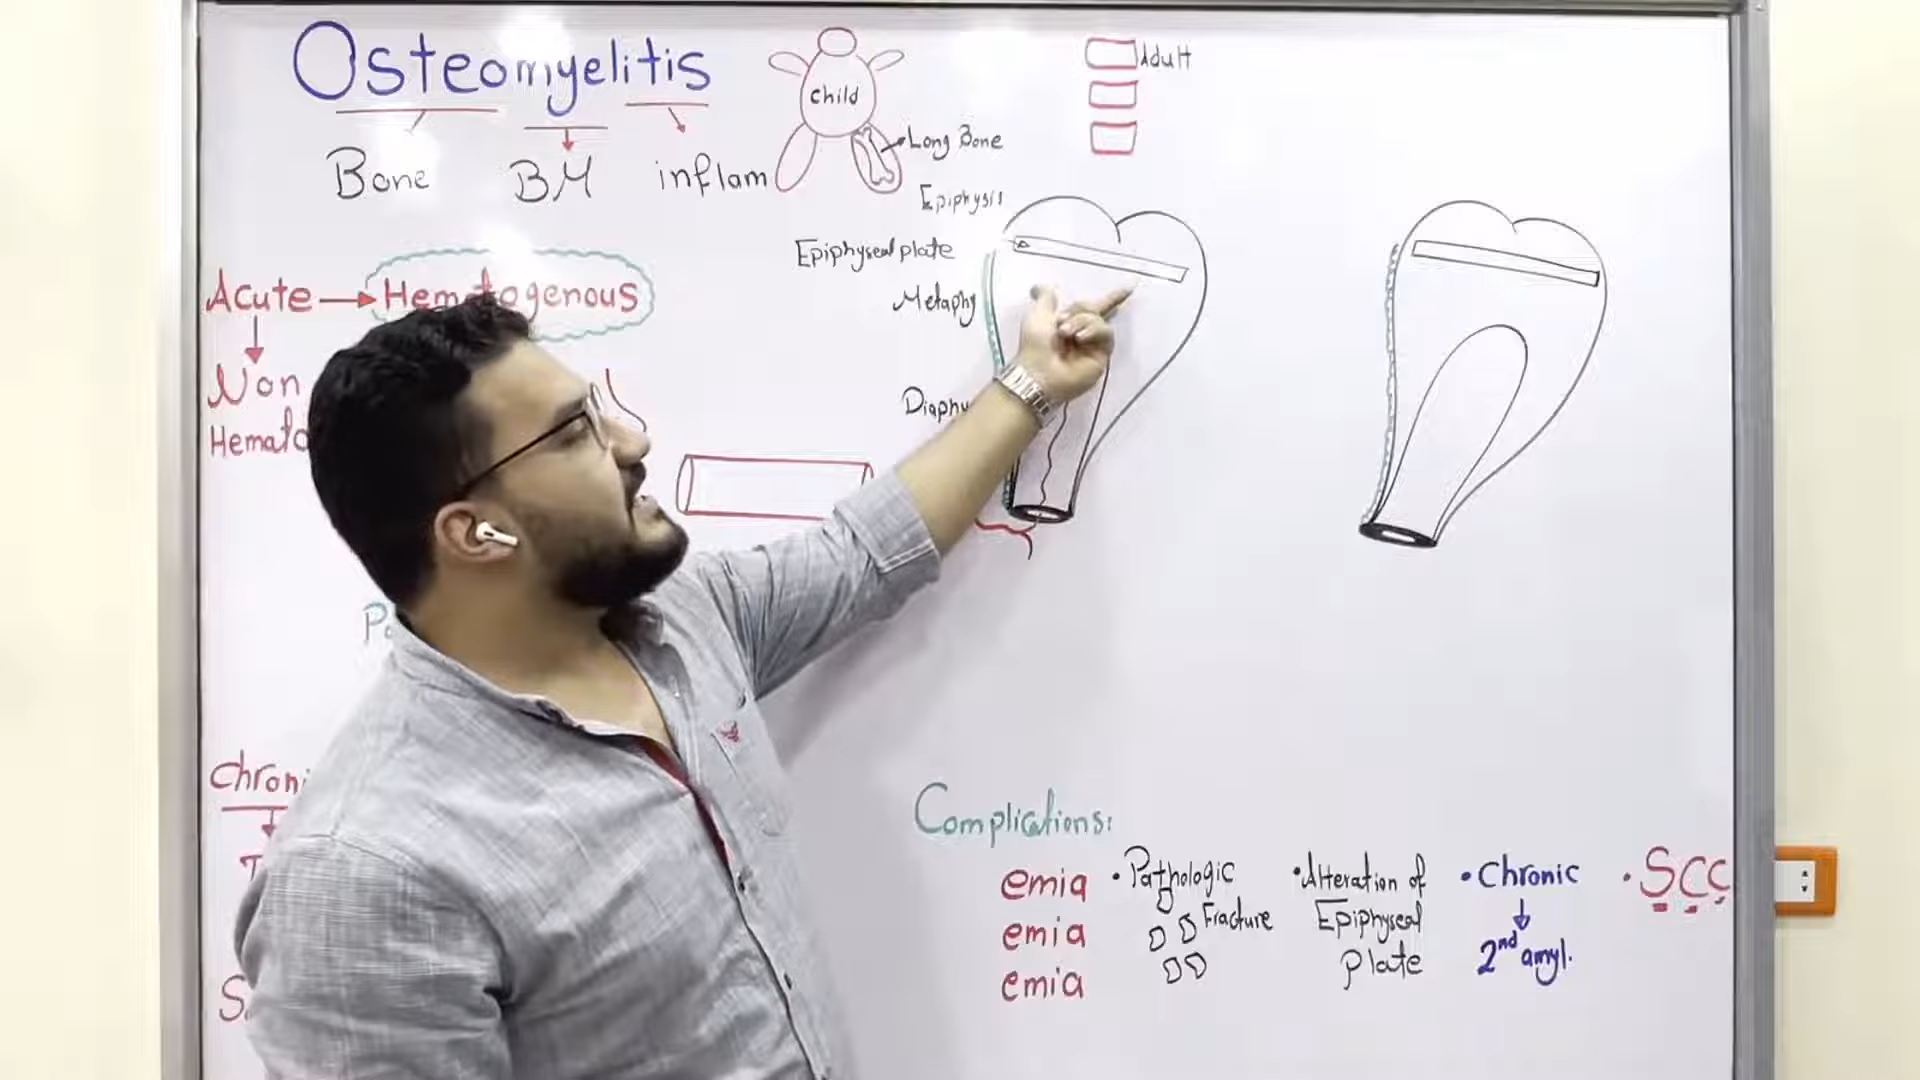 Osteomyelitis
Bone
BM
inflam
child
Long Bone
Adult
Epiphysis
Epiphyseal plate
Metaphy
Diaphy
Acute → Hematogenous
Non
Hemato
Chroni
Complications:
emia
emia
emia
• Pathologic
Fracture
• Alteration of
Epiphyseal
plate
• Chronic
2nd amyl.
• SCC